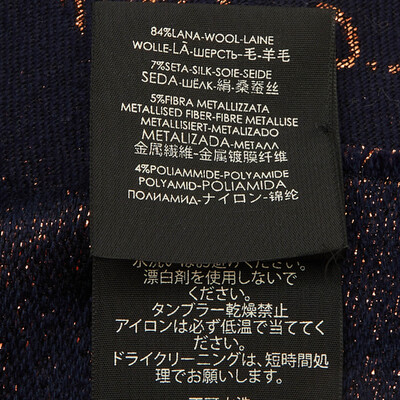 84%LANA-WOOL-LAINE
WOLLE-LÃ-ШЕРСТЬ-毛-羊毛
7%SETA-SILK-SOIE-SEIDE
SEDA-ШЁЛК-絹-桑蚕丝
5%FIBRA METALLIZZATA
METALLISED FIBER-FIBRE METALLISE
METALLISIERT-METALIZADO
METALIZADA-МЕТАЛЛ
金属繊維-金属镀膜纤维
4%POLIAMMIDE-POLYAMIDE
POLYAMID-POLIAMIDA
ПОЛИАМИД-ナイロン-锦纶
ください。
漂白剤を使用しないで
ください。
タンブラー乾燥禁止
アイロンは必ず低温で当ててく
ださい。
ドライクリーニングは、短時間処
理でお願いします。